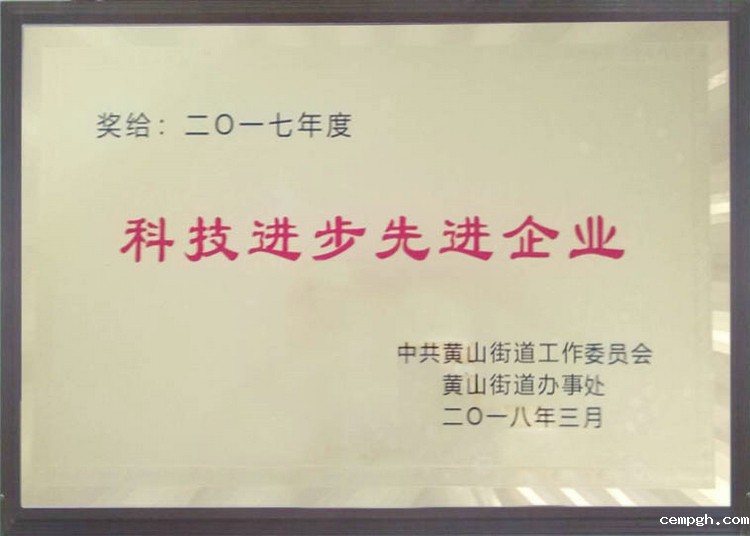 奖给：二〇一七年度
科技进步先进企业
中共黄山街道工作委员会
黄山街道办事处
二〇一八年三月
cempgh.com